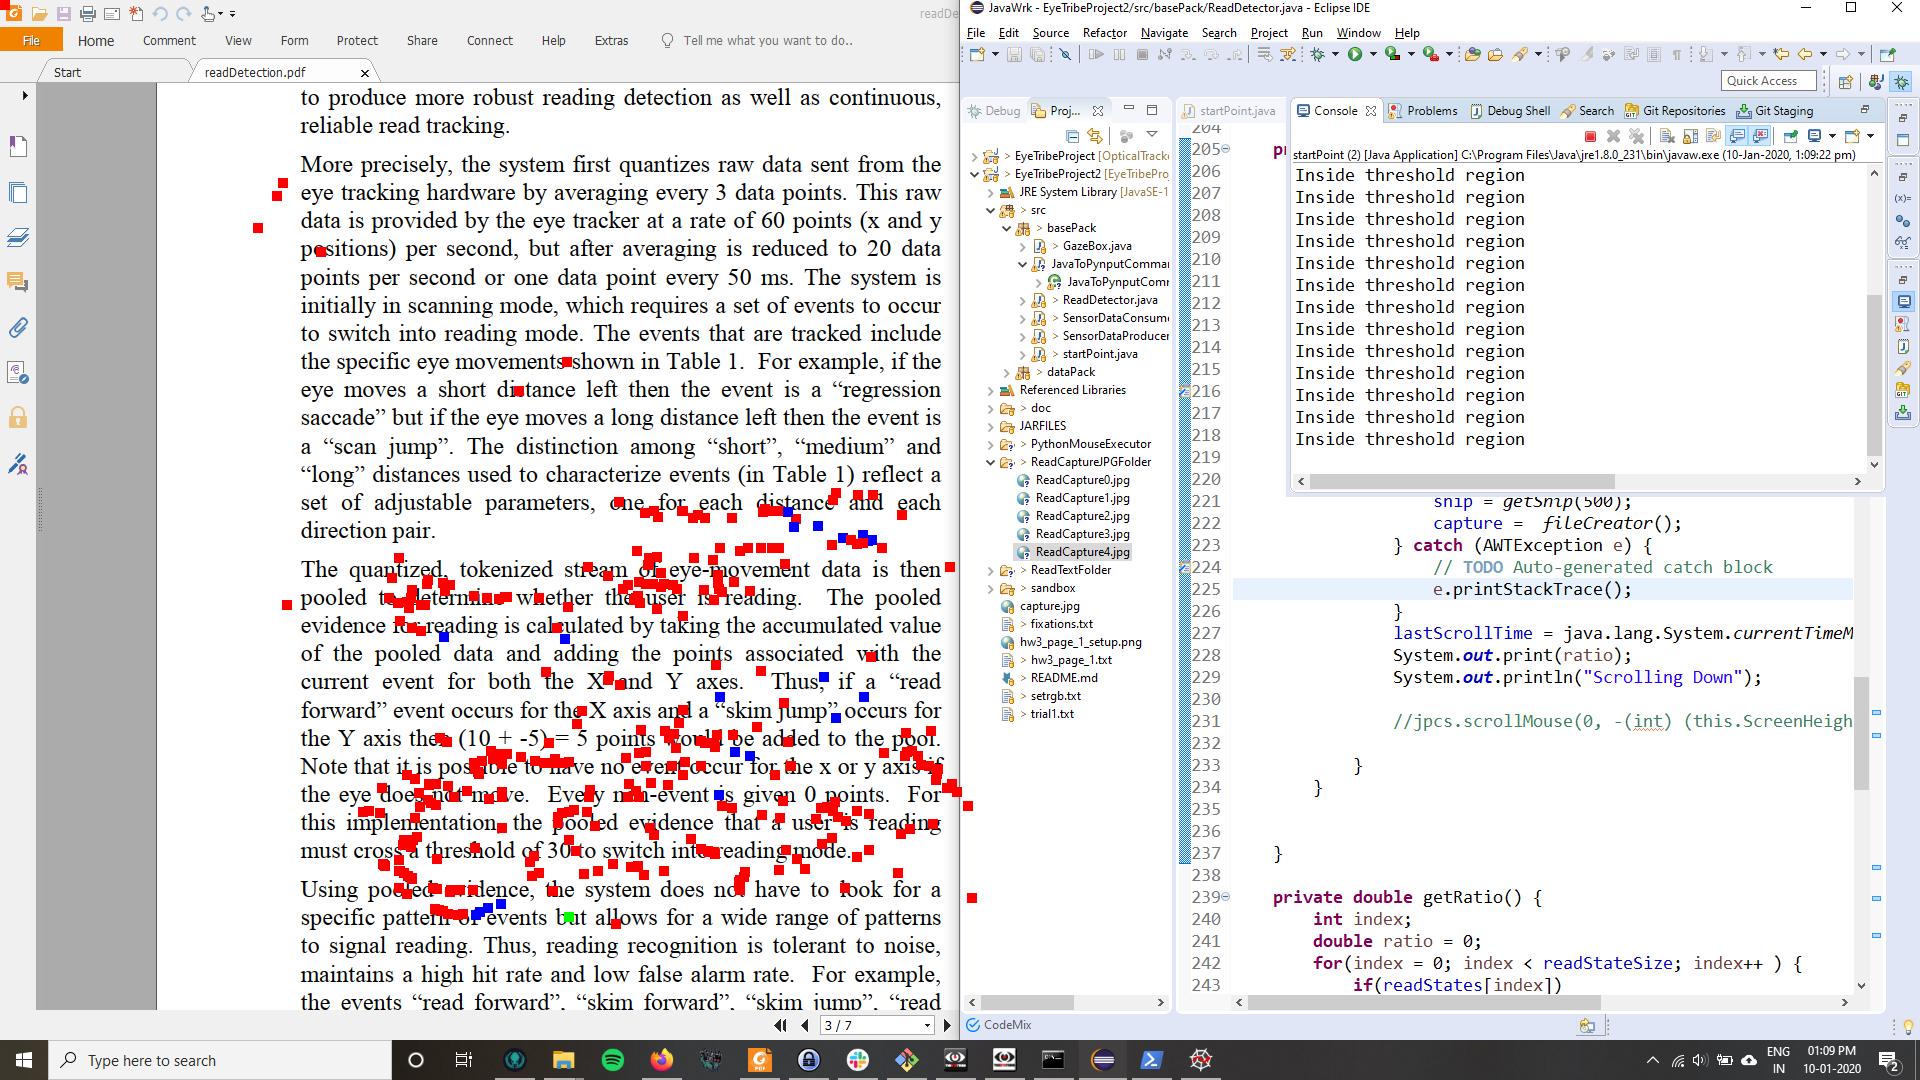 readDe
File
Home
Comment
View
Form
Protect
Share
Connect
Help
Extras
Tell me what you want to do..
Start
readDetection.pdf
to produce more robust reading detection as well as continuous,
reliable read tracking.
More precisely, the system first quantizes raw data sent from the
eye tracking hardware by averaging every 3 data points. This raw
data is provided by the eye tracker at a rate of 60 points (x and y
positions) per second, but after averaging is reduced to 20 data
points per second or one data point every 50 ms. The system is
initially in scanning mode, which requires a set of events to occur
to switch into reading mode. The events that are tracked include
the specific eye movements shown in Table 1. For example, if the
eye moves a short distance left then the event is a “regression
saccade” but if the eye moves a long distance left then the event is
a “scan jump”. The distinction among “short”, “medium” and
“long” distances used to characterize events (in Table 1) reflect a
set of adjustable parameters, one for each distance and each
direction pair.
The quantized, tokenized stream of eye-movement data is then
pooled to determine whether the user is reading. The pooled
evidence for reading is calculated by taking the accumulated value
of the pooled data and adding the points associated with the
current event for both the X and Y axes. Thus, if a “read
forward” event occurs for the X axis and a “skim jump” occurs for
the Y axis then (10 + -5) = 5 points would be added to the pool.
Note that it is possible to have no event occur for the x or y axis if
the eye does not move. Every non-event is given 0 points. For
this implementation, the pooled evidence that a user is reading
must cross a threshold of 30 to switch into reading mode.
Using pooled evidence, the system does not have to look for a
specific pattern of events but allows for a wide range of patterns
to signal reading. Thus, reading recognition is tolerant to noise,
maintains a high hit rate and low false alarm rate. For example,
the events “read forward”, “skim forward”, “skim jump”, “read
3 / 7
JavaWrk - EyeTribeProject2/src/basePack/ReadDetector.java - Eclipse IDE
File Edit Source Refactor Navigate Search Project Run Window Help
Quick Access
Debug
Proj...
> EyeTribeProject [OpticalTrack
> EyeTribeProject2 [EyeTribePro
JRE System Library [JavaSE-1
> src
> basePack
> GazeBox.java
JavaToPynputComma
JavaToPynputComr
> ReadDetector.java
> SensorDataConsum
> SensorDataProducer
> startPoint.java
> dataPack
Referenced Libraries
> doc
JARFILES
> PythonMouseExecutor
> ReadCaptureJPGFolder
ReadCapture0.jpg
ReadCapture1.jpg
ReadCapture2.jpg
ReadCapture3.jpg
ReadCapture4.jpg
> ReadTextFolder
> sandbox
capture.jpg
> fixations.txt
hw3_page_1_setup.png
> hw3_page_1.txt
> README.md
> setrgb.txt
> trial1.txt
startPoint.java
Console
Problems
Debug Shell
Search
Git Repositories
Git Staging
startPoint (2) [Java Application] C:\Program Files\Java\jre1.8.0_231\bin\javaw.exe (10-Jan-2020, 1:09:22 pm)
Inside threshold region
Inside threshold region
Inside threshold region
Inside threshold region
Inside threshold region
Inside threshold region
Inside threshold region
Inside threshold region
Inside threshold region
Inside threshold region
Inside threshold region
Inside threshold region
Inside threshold region
204
205 pr
206
207
208
209
210
211
212
213
214
215
216
217
218
219
220
221 snip = getSnip(500);
222 capture = fileCreator();
223 } catch (AWTException e) {
224 // TODO Auto-generated catch block
225 e.printStackTrace();
226 }
227 lastScrollTime = java.lang.System.currentTimeM
228 System.out.print(ratio);
229 System.out.println("Scrolling Down");
230
231 //jpcs.scrollMouse(0, -(int) (this.ScreenHeigh
232
233 }
234 }
235
236
237 }
238
239 private double getRatio() {
240 int index;
241 double ratio = 0;
242 for(index = 0; index < readStateSize; index++ ) {
243 if(readStates[index])
CodeMix
Type here to search
ENG
IN
01:09 PM
10-01-2020
2